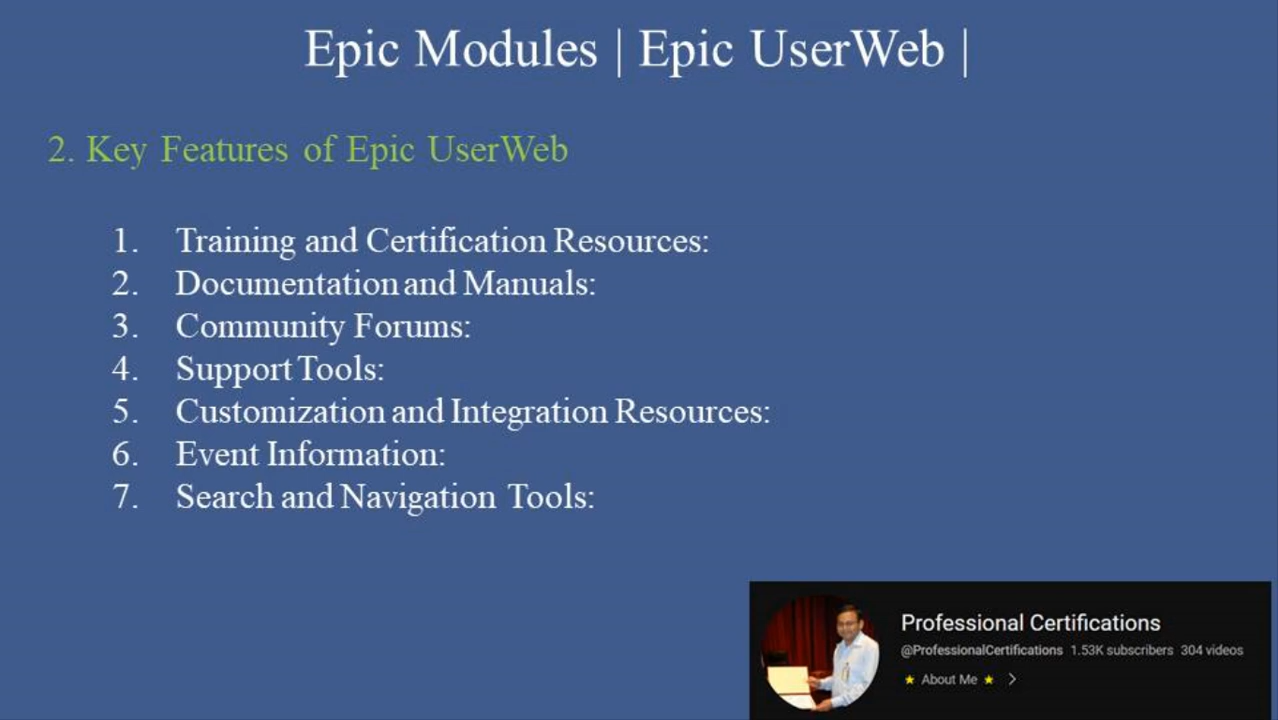 Epic Modules | Epic UserWeb |
2. Key Features of Epic UserWeb
1. Training and Certification Resources:
2. Documentation and Manuals:
3. Community Forums:
4. Support Tools:
5. Customization and Integration Resources:
6. Event Information:
7. Search and Navigation Tools:
Professional Certifications
@ProfessionalCertifications 1.53K subscribers 304 videos
★ About Me ★ >